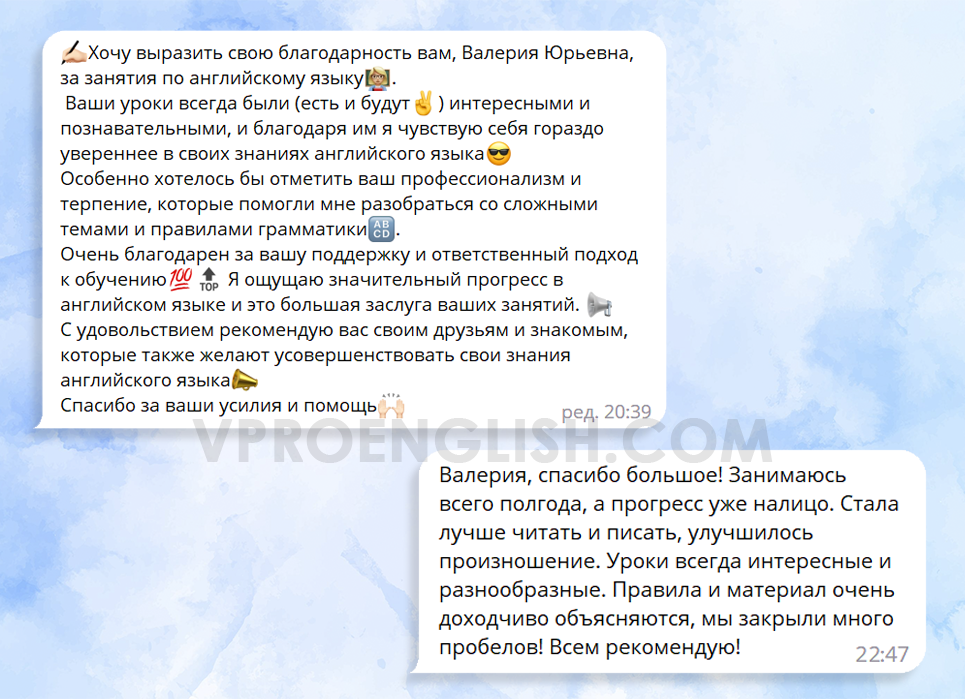 ✍🏻Хочу выразить свою благодарность вам, Валерия Юрьевна,
за занятия по английскому языку👩🏼‍🏫.
Ваши уроки всегда были (есть и будут✌️) интересными и
познавательными, и благодаря им я чувствую себя гораздо
увереннее в своих знаниях английского языка😎
Особенно хотелось бы отметить ваш профессионализм и
терпение, которые помогли мне разобраться со сложными
темами и правилами грамматики🔠.
Очень благодарен за вашу поддержку и ответственный подход
к обучению💯🔝 Я ощущаю значительный прогресс в
английском языке и это большая заслуга ваших занятий. 📢
С удовольствием рекомендую вас своим друзьям и знакомым,
которые также желают усовершенствовать свои знания
английского языка📣
Спасибо за ваши усилия и помощь🙌🏻
ред. 20:39
VPROENGLISH.COM
Валерия, спасибо большое! Занимаюсь
всего полгода, а прогресс уже налицо. Стала
лучше читать и писать, улучшилось
произношение. Уроки всегда интересные и
разнообразные. Правила и материал очень
доходчиво объясняются, мы закрыли много
пробелов! Всем рекомендую!
22:47